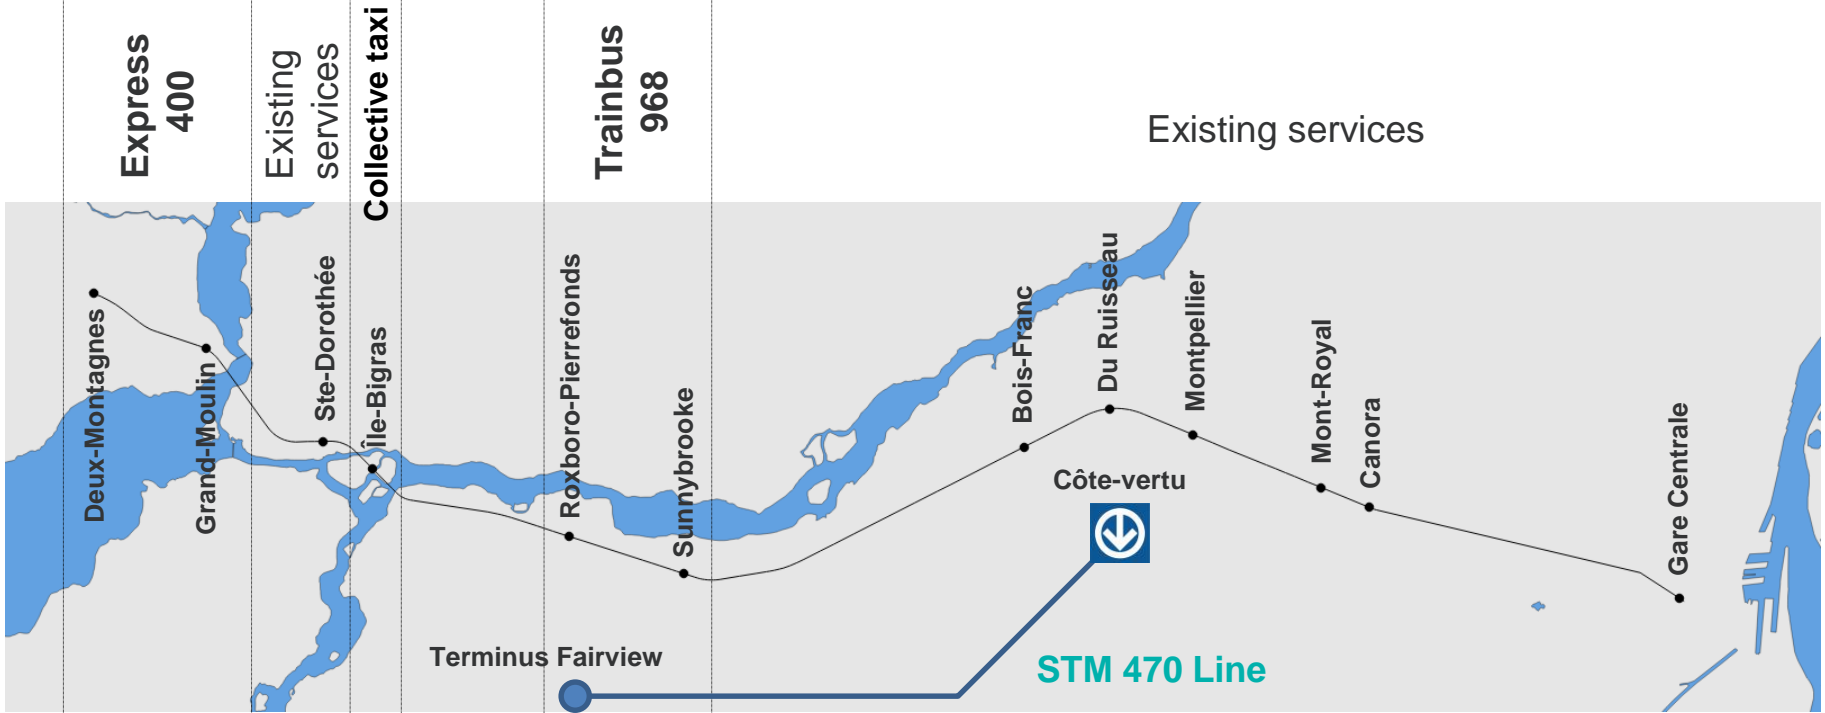 Express
400
Existing
services
Collective taxi
Trainbus
968
Existing services
Deux-Montagnes
Grand-Moulin
Ste-Dorothée
Île-Bigras
Roxboro-Pierrefonds
Sunnybrooke
Bois-Franc
Du Ruisseau
Montpellier
Mont-Royal
Canora
Gare Centrale
Côte-vertu
Terminus Fairview
STM 470 Line